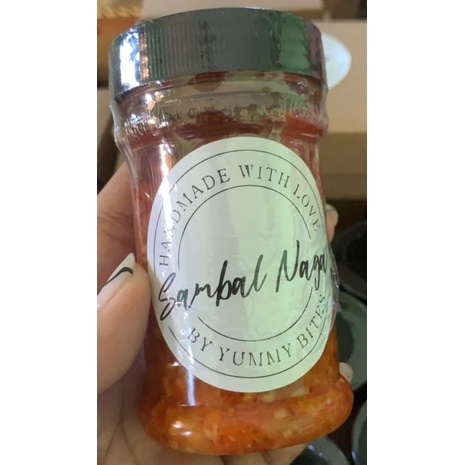 HANDMADE WITH LOVE
Sambal Naga
BY YUMMY BITES